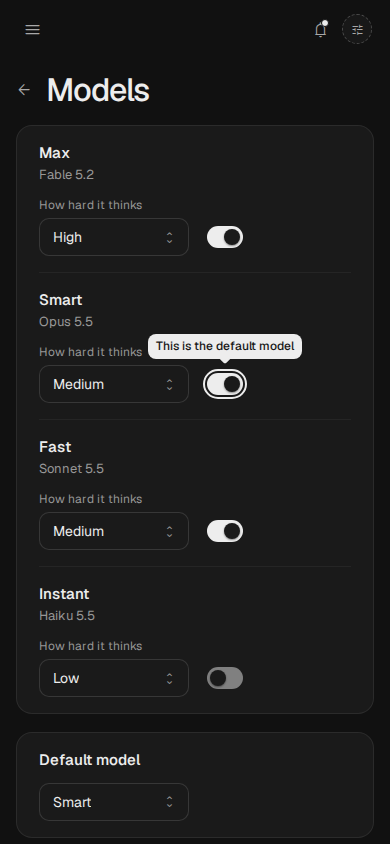 Models
Max
Fable 5.2
How hard it thinks
High
Smart
Opus 5.5
How hard it thinks
This is the default model
Medium
Fast
Sonnet 5.5
How hard it thinks
Medium
Instant
Haiku 5.5
How hard it thinks
Low
Default model
Smart